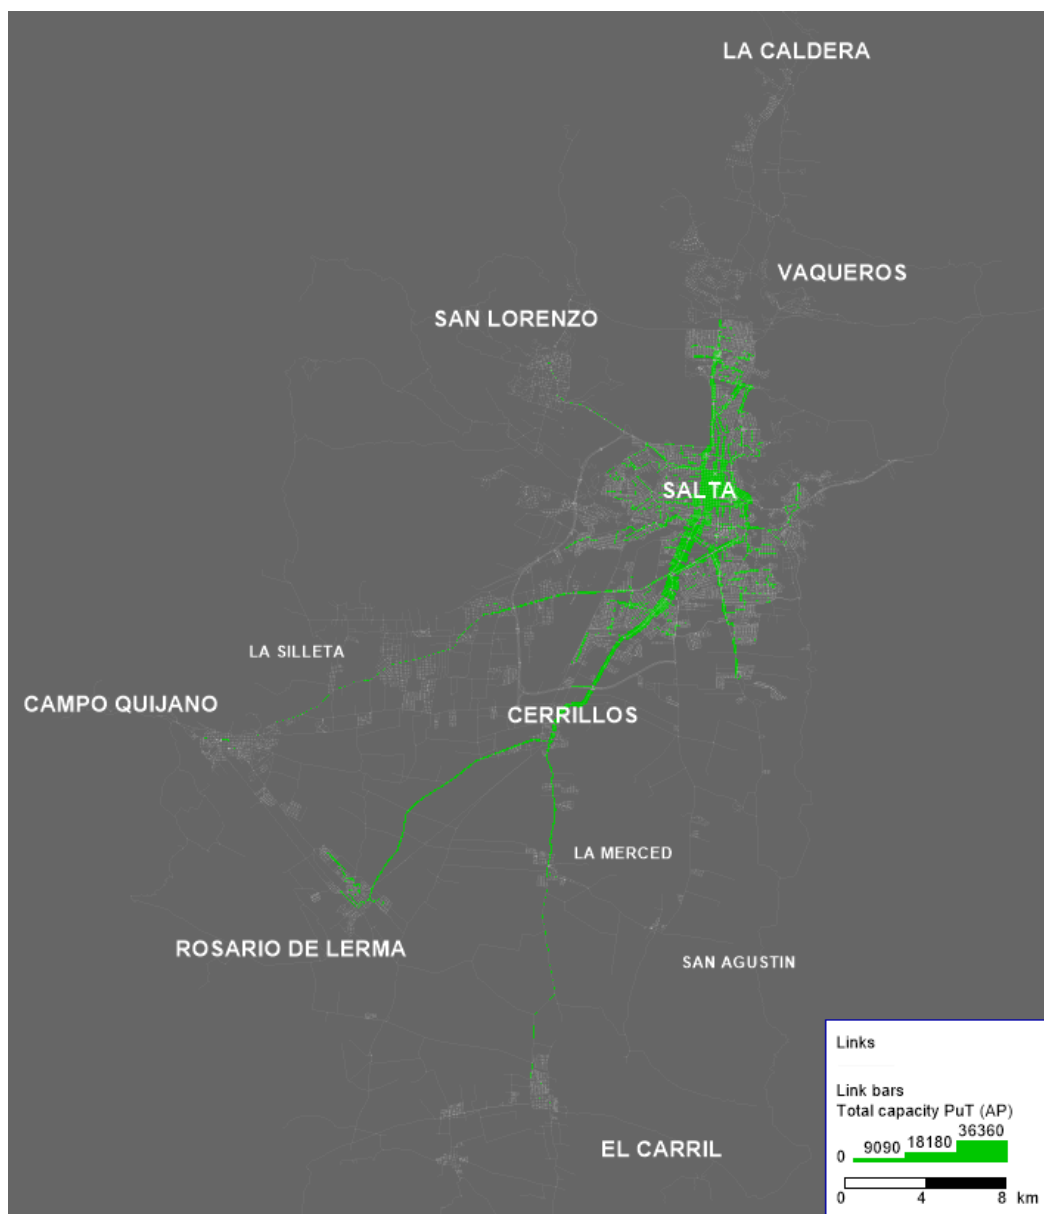 LA CALDERA
VAQUEROS
SAN LORENZO
SALTA
LA SILLETA
CAMPO QUIJANO
CERRILLOS
LA MERCED
ROSARIO DE LERMA
SAN AGUSTIN
EL CARRIL
Links
Link bars
Total capacity PuT (AP)
0 9090 18180 36360
0 4 8 km